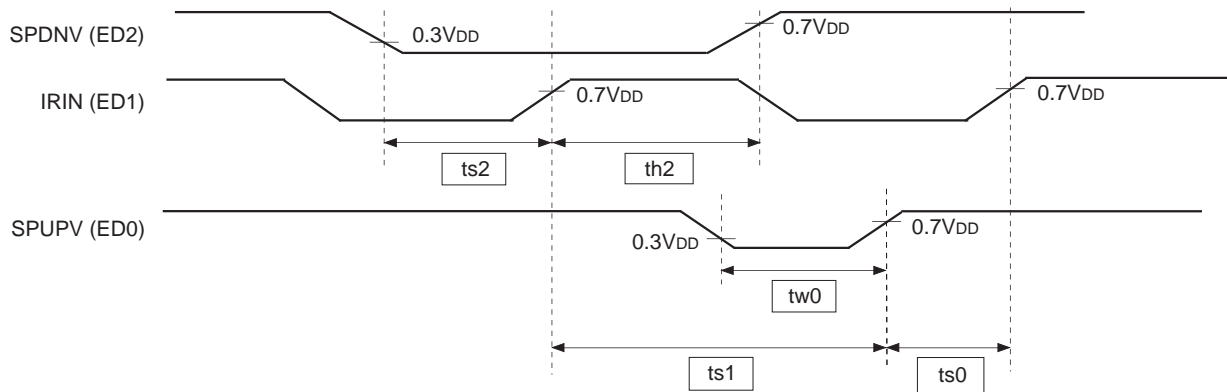 SPDNV (ED2)
0.3VDD
0.7VDD
IRIN (ED1)
0.7VDD
0.7VDD
ts2
th2
SPUPV (ED0)
0.3VDD
0.7VDD
tw0
ts1
ts0